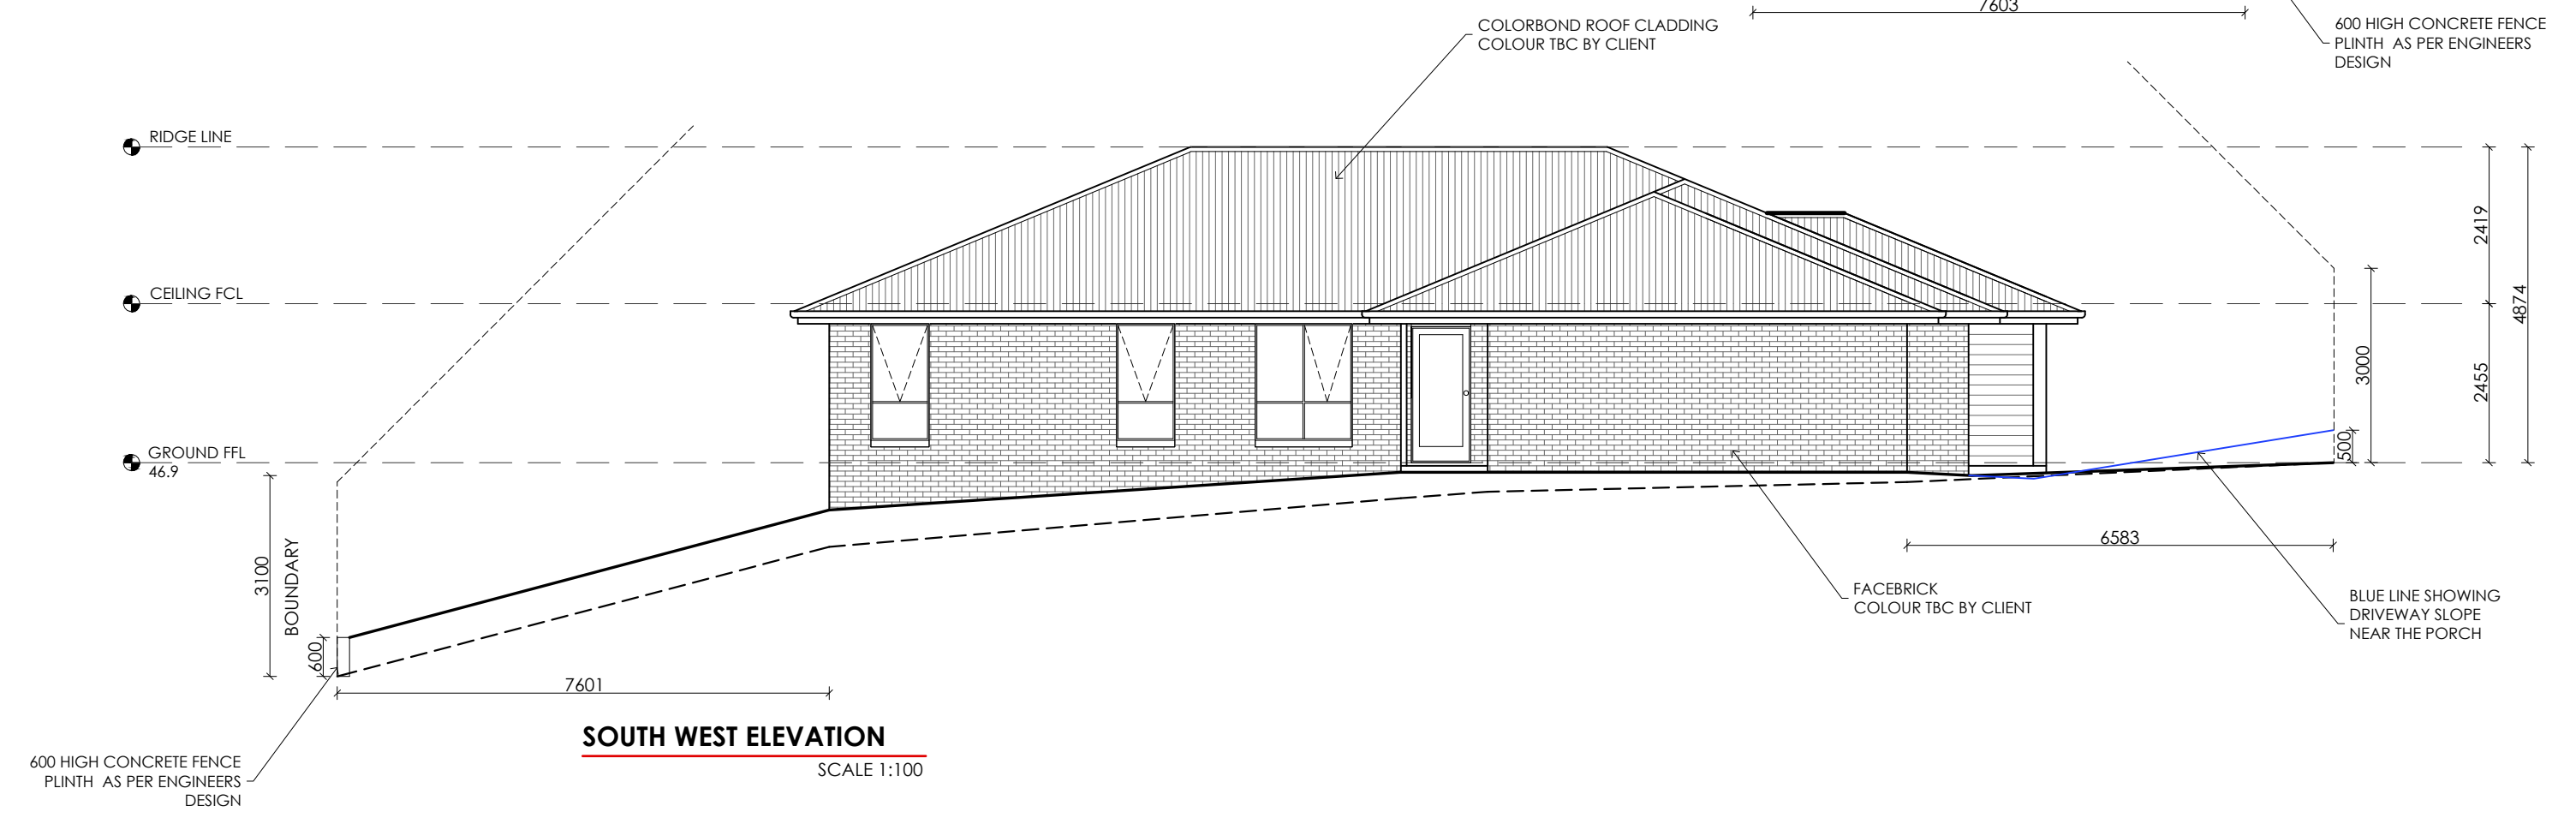 7603
COLORBOND ROOF CLADDING
COLOUR TBC BY CLIENT
600 HIGH CONCRETE FENCE
PLINTH AS PER ENGINEERS
DESIGN
RIDGE LINE
2419
CEILING FCL
4874
3000
2455
GROUND FFL
46.9
500
3100
BOUNDARY
600
6583
7601
FACEBRICK
COLOUR TBC BY CLIENT
BLUE LINE SHOWING
DRIVEWAY SLOPE
NEAR THE PORCH
SOUTH WEST ELEVATION
SCALE 1:100
600 HIGH CONCRETE FENCE
PLINTH AS PER ENGINEERS
DESIGN